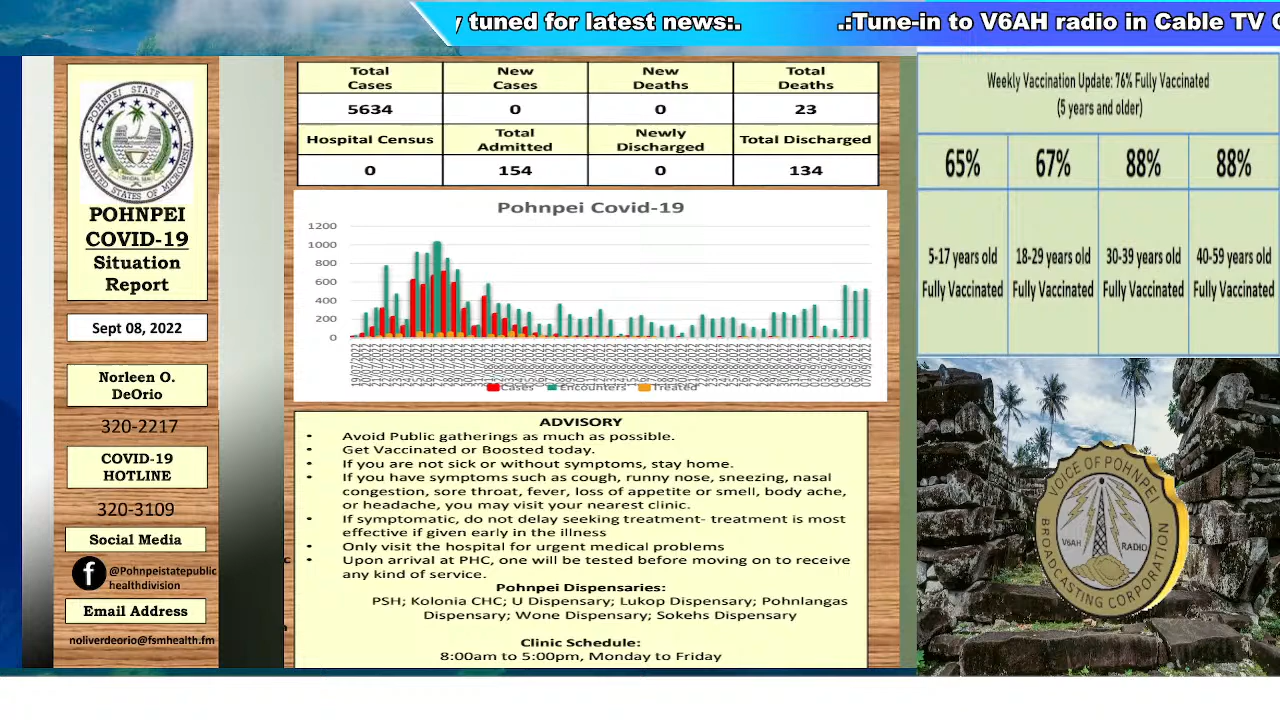 y tuned for latest news:.
.:Tune-in to V6AH radio in Cable TV
POHNPEI STATE SEAL
FEDERATED STATES OF MICRONESIA
POHNPEI
COVID-19
Situation
Report
Sept 08, 2022
Norleen O.
DeOrio
320-2217
COVID-19
HOTLINE
320-3109
Social Media
f
@Pohnpeistatepublic
healthdivision
Email Address
noliverdeorio@fsmhealth.fm
Total Cases New Cases New Deaths Total Deaths
5634 0 0 23
Hospital Census Total Admitted Newly Discharged Total Discharged
0 154 0 134
Pohnpei Covid-19
1200
1000
800
600
400
200
0
Cases Encounters Treated
ADVISORY
• Avoid Public gatherings as much as possible.
• Get Vaccinated or Boosted today.
• If you are not sick or without symptoms, stay home.
• If you have symptoms such as cough, runny nose, sneezing, nasal
congestion, sore throat, fever, loss of appetite or smell, body ache,
or headache, you may visit your nearest clinic.
• If symptomatic, do not delay seeking treatment- treatment is most
effective if given early in the illness
• Only visit the hospital for urgent medical problems
• Upon arrival at PHC, one will be tested before moving on to receive
any kind of service.
Pohnpei Dispensaries:
PSH; Kolonia CHC; U Dispensary; Lukop Dispensary; Pohnlangas
Dispensary; Wone Dispensary; Sokehs Dispensary
Clinic Schedule:
8:00am to 5:00pm, Monday to Friday
Weekly Vaccination Update: 76% Fully Vaccinated
(5 years and older)
65% 67% 88% 88%
5-17 years old 18-29 years old 30-39 years old 40-59 years old
Fully Vaccinated Fully Vaccinated Fully Vaccinated Fully Vaccinated
VOICE OF POHNPEI
V6AH RADIO
BROADCASTING CORPORATION